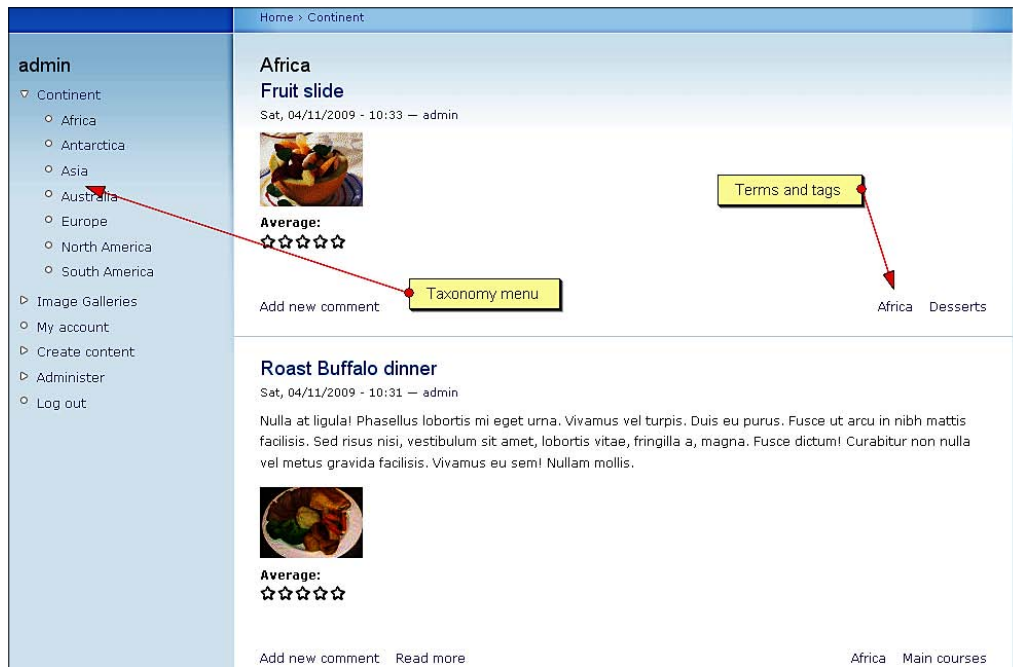 Home › Continent
admin
Continent
Africa
Antarctica
Asia
Australia
Europe
North America
South America
Image Galleries
My account
Create content
Administer
Log out
Africa
Fruit slide
Sat, 04/11/2009 - 10:33 — admin
Terms and tags
Average:
Taxonomy menu
Add new comment
Africa Desserts
Roast Buffalo dinner
Sat, 04/11/2009 - 10:31 — admin
Nulla at ligula! Phasellus lobortis mi eget urna. Vivamus vel turpis. Duis eu purus. Fusce ut arcu in nibh mattis
facilisis. Sed risus nisi, vestibulum sit amet, lobortis vitae, fringilla a, magna. Fusce dictum! Curabitur non nulla
vel metus gravida facilisis. Vivamus eu sem! Nullam mollis.
Average:
Add new comment Read more
Africa Main courses